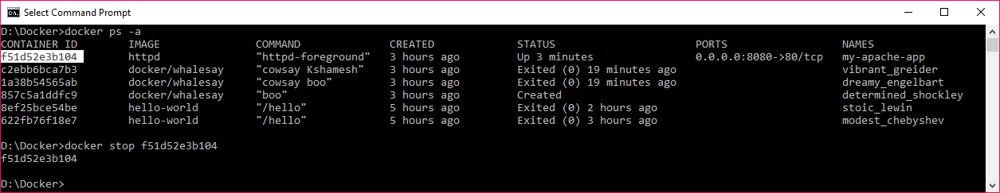 Select Command Prompt
D:\Docker>docker ps -a
CONTAINER ID        IMAGE               COMMAND              CREATED             STATUS                      PORTS                  NAMES
f51d52e3b104        httpd               "httpd-foreground"   3 hours ago         Up 3 minutes                0.0.0.0:8080->80/tcp   my-apache-app
c2ebb6bca7b3        docker/whalesay     "cowsay Kshamesh"    3 hours ago         Exited (0) 19 minutes ago                          vibrant_greider
1a38b54565ab        docker/whalesay     "cowsay boo"         3 hours ago         Exited (0) 19 minutes ago                          dreamy_engelbart
857c5a1ddfc9        docker/whalesay     "boo"                3 hours ago         Created                                            determined_shockley
8ef25bce54be        hello-world         "/hello"             5 hours ago         Exited (0) 2 hours ago                             stoic_lewin
622fb76f18e7        hello-world         "/hello"             5 hours ago         Exited (0) 3 hours ago                             modest_chebyshev
D:\Docker>docker stop f51d52e3b104
f51d52e3b104
D:\Docker>